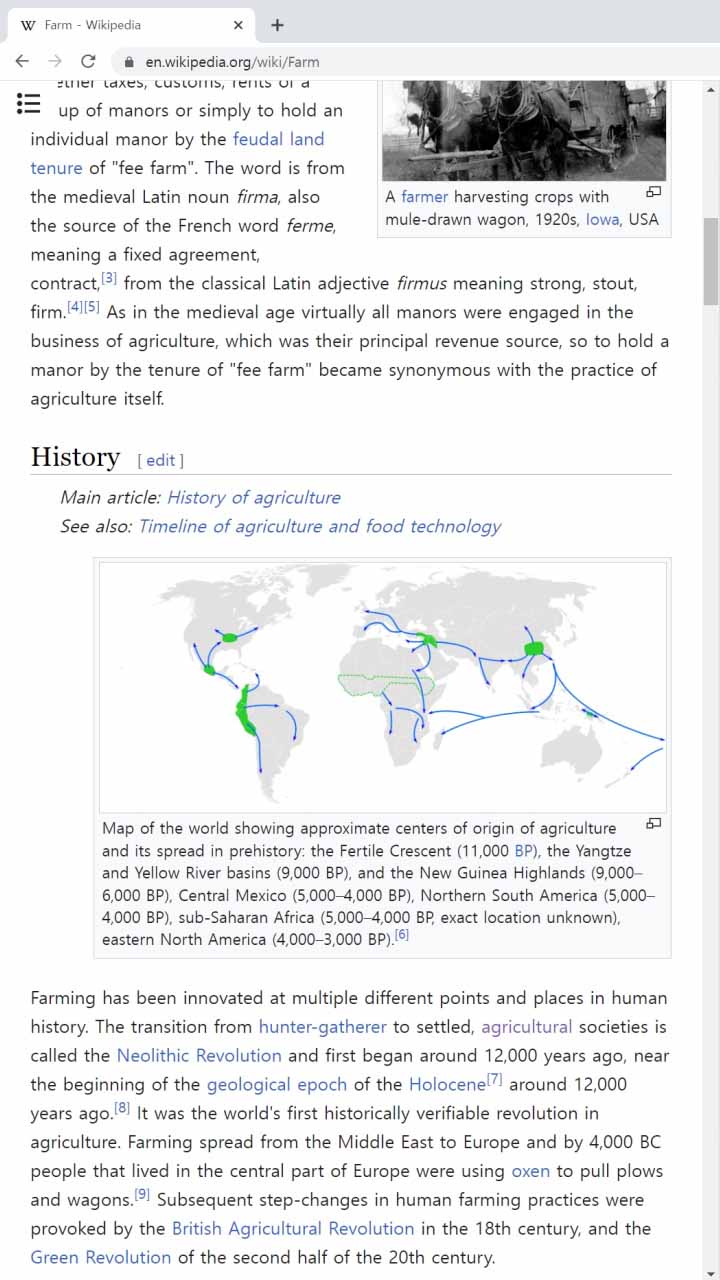 W Farm - Wikipedia
en.wikipedia.org/wiki/Farm
taxes, customs, rents of a
up of manors or simply to hold an
individual manor by the feudal land
tenure of "fee farm". The word is from
the medieval Latin noun firma, also
the source of the French word ferme,
meaning a fixed agreement,
contract,[3] from the classical Latin adjective firmus meaning strong, stout,
firm.[4][5] As in the medieval age virtually all manors were engaged in the
business of agriculture, which was their principal revenue source, so to hold a
manor by the tenure of "fee farm" became synonymous with the practice of
agriculture itself.
A farmer harvesting crops with
mule-drawn wagon, 1920s, Iowa, USA
History [ edit ]
Main article: History of agriculture
See also: Timeline of agriculture and food technology
Map of the world showing approximate centers of origin of agriculture
and its spread in prehistory: the Fertile Crescent (11,000 BP), the Yangtze
and Yellow River basins (9,000 BP), and the New Guinea Highlands (9,000–
6,000 BP), Central Mexico (5,000–4,000 BP), Northern South America (5,000–
4,000 BP), sub-Saharan Africa (5,000–4,000 BP, exact location unknown),
eastern North America (4,000–3,000 BP).[6]
Farming has been innovated at multiple different points and places in human
history. The transition from hunter-gatherer to settled, agricultural societies is
called the Neolithic Revolution and first began around 12,000 years ago, near
the beginning of the geological epoch of the Holocene[7] around 12,000
years ago.[8] It was the world's first historically verifiable revolution in
agriculture. Farming spread from the Middle East to Europe and by 4,000 BC
people that lived in the central part of Europe were using oxen to pull plows
and wagons.[9] Subsequent step-changes in human farming practices were
provoked by the British Agricultural Revolution in the 18th century, and the
Green Revolution of the second half of the 20th century.